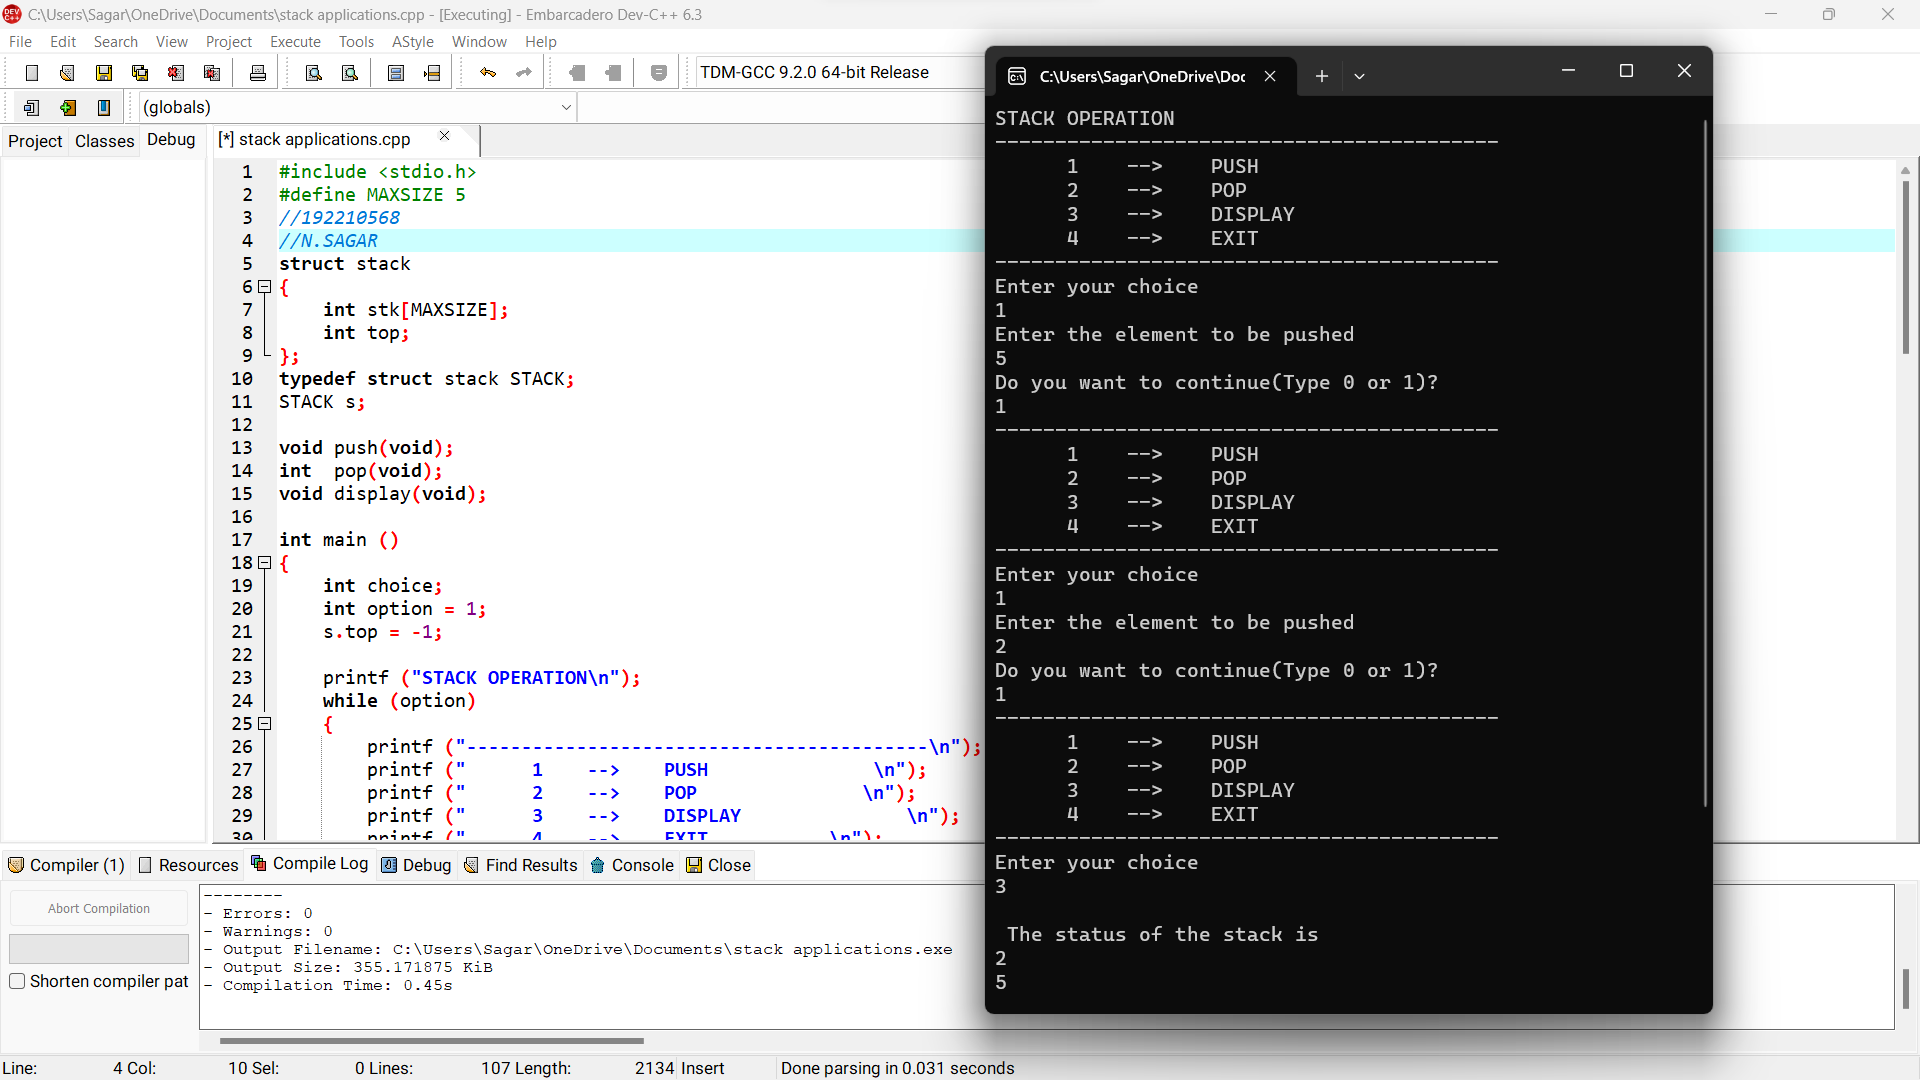 C:\Users\Sagar\OneDrive\Documents\stack applications.cpp - [Executing] - Embarcadero Dev-C++ 6.3
File Edit Search View Project Execute Tools AStyle Window Help
TDM-GCC 9.2.0 64-bit Release
(globals)
Project Classes Debug
[*] stack applications.cpp
1 #include <stdio.h>
2 #define MAXSIZE 5
3 //192210568
4 //N.SAGAR
5 struct stack
6 {
7 int stk[MAXSIZE];
8 int top;
9 };
10 typedef struct stack STACK;
11 STACK s;
12
13 void push(void);
14 int pop(void);
15 void display(void);
16
17 int main ()
18 {
19 int choice;
20 int option = 1;
21 s.top = -1;
22
23 printf ("STACK OPERATION\n");
24 while (option)
25 {
26 printf ("------------------------------------------\n");
27 printf (" 1 --> PUSH \n");
28 printf (" 2 --> POP \n");
29 printf (" 3 --> DISPLAY \n");
30 printf (" 4 --> EXIT \n");
C:\Users\Sagar\OneDrive\Doc
STACK OPERATION
------------------------------------------
1 --> PUSH
2 --> POP
3 --> DISPLAY
4 --> EXIT
------------------------------------------
Enter your choice
1
Enter the element to be pushed
5
Do you want to continue(Type 0 or 1)?
1
------------------------------------------
1 --> PUSH
2 --> POP
3 --> DISPLAY
4 --> EXIT
------------------------------------------
Enter your choice
1
Enter the element to be pushed
2
Do you want to continue(Type 0 or 1)?
1
------------------------------------------
1 --> PUSH
2 --> POP
3 --> DISPLAY
4 --> EXIT
------------------------------------------
Enter your choice
3

The status of the stack is
2
5
Compiler (1) Resources Compile Log Debug Find Results Console Close
Abort Compilation
Shorten compiler pat
--------
- Errors: 0
- Warnings: 0
- Output Filename: C:\Users\Sagar\OneDrive\Documents\stack applications.exe
- Output Size: 355.171875 KiB
- Compilation Time: 0.45s
Line: 4 Col: 10 Sel: 0 Lines: 107 Length: 2134 Insert Done parsing in 0.031 seconds